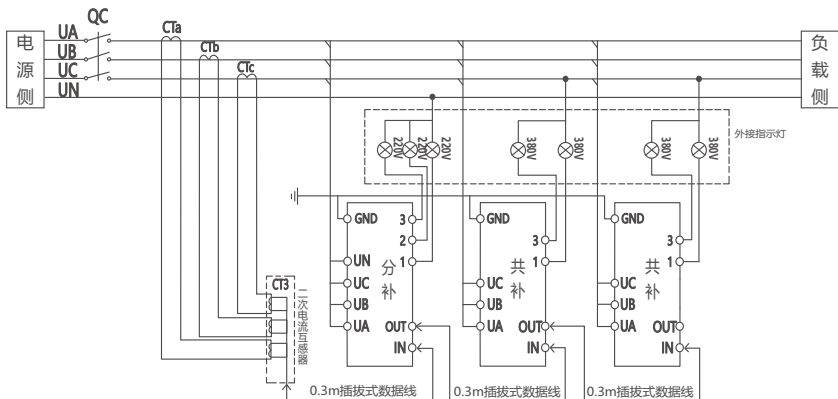 QC
CTa
CTb
CTc
电源侧
UA
UB
UC
UN
负载侧
220V
220V
220V
380V
380V
380V
380V
外接指示灯
GND
3
2
1
UN
UC
UB
UA
OUT
IN
分补
GND
3
1
UC
UB
UA
OUT
IN
共补
GND
3
1
UC
UB
UA
OUT
IN
共补
CT3
二次电流互感器
0.3m插拔式数据线
0.3m插拔式数据线
0.3m插拔式数据线